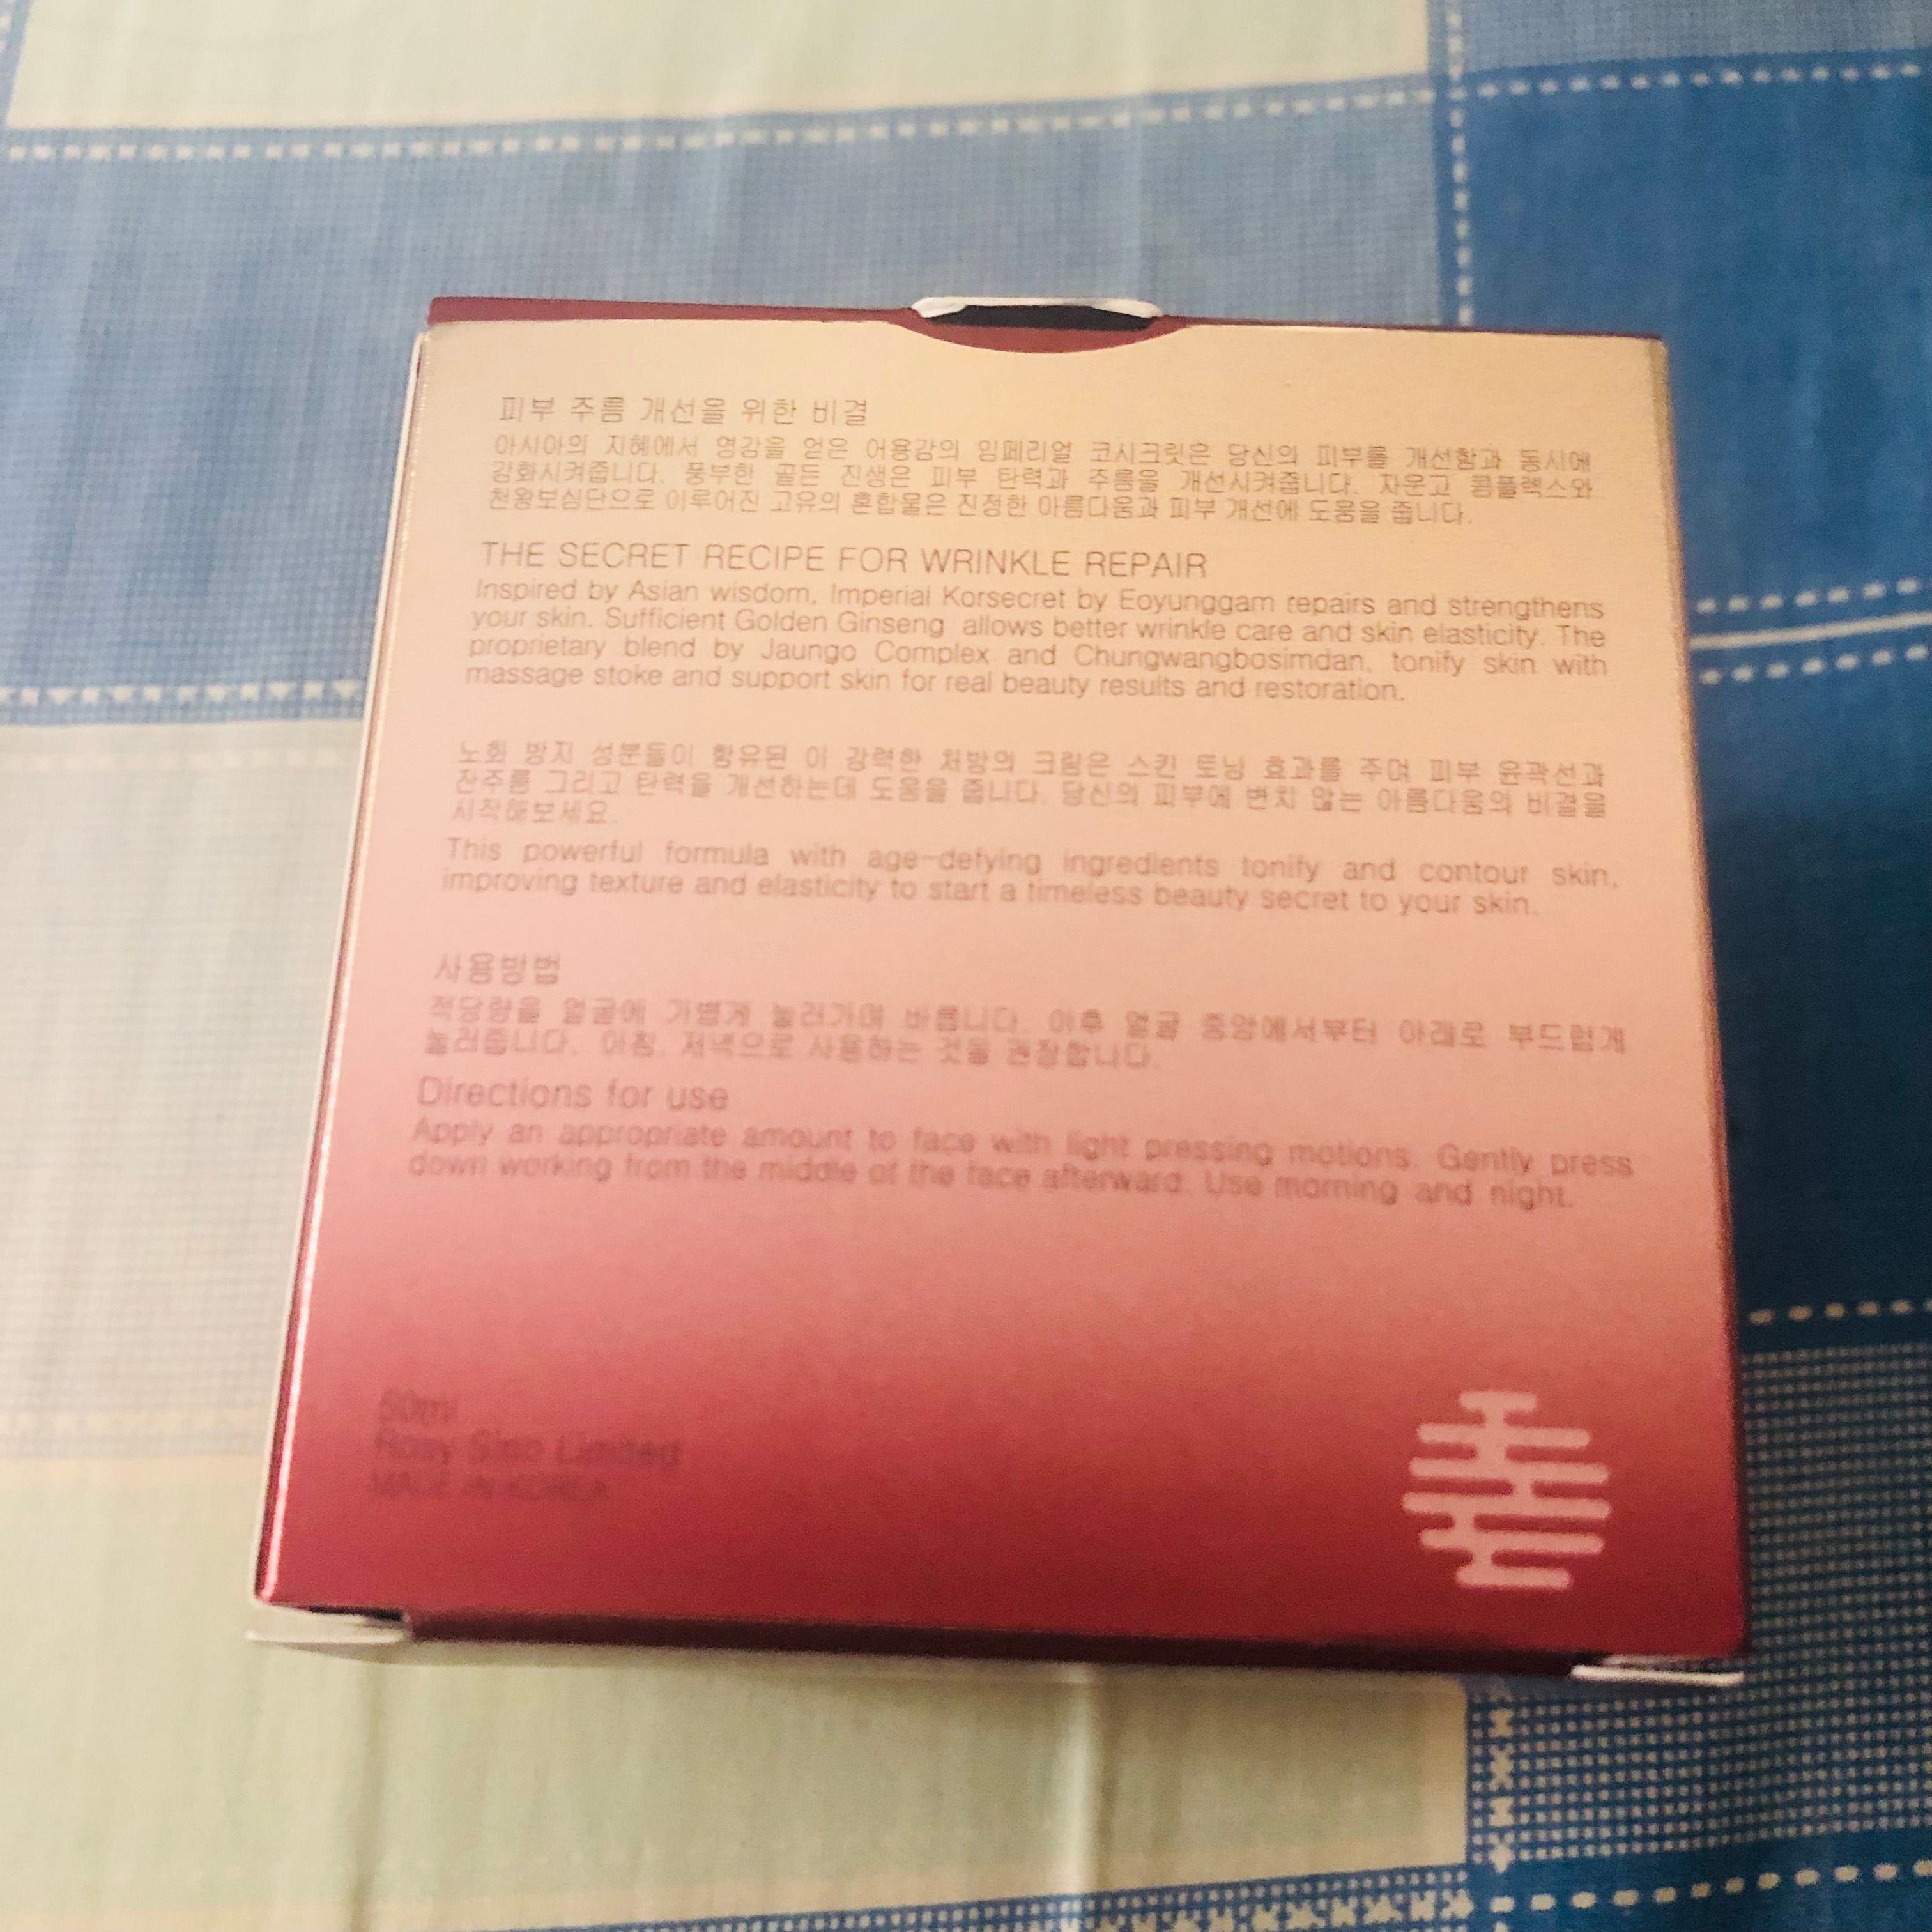 피부 주름 개선을 위한 비결
아시아의 지혜에서 영감을 얻은 어용감의 임페리얼 코시크릿은 당신의 피부를 개선함과 동시에
강화시켜줍니다. 풍부한 골든 진생은 피부 탄력과 주름을 개선시켜줍니다. 자운고 콤플렉스와
천왕보심단으로 이루어진 고유의 혼합물은 진정한 아름다움과 피부 개선에 도움을 줍니다.
THE SECRET RECIPE FOR WRINKLE REPAIR
Inspired by Asian wisdom, Imperial Korsecret by Eoyunggam repairs and strengthens
your skin. Sufficient Golden Ginseng allows better wrinkle care and skin elasticity. The
proprietary blend by Jaungo Complex and Chungwangbosimdan, tonify skin with
massage stoke and support skin for real beauty results and restoration.
노화 방지 성분들이 함유된 이 강력한 처방의 크림은 스킨 토닝 효과를 주며 피부 윤곽선과
잔주름 그리고 탄력을 개선하는데 도움을 줍니다. 당신의 피부에 변치 않는 아름다움의 비결을
시작해보세요.
This powerful formula with age-defying ingredients tonify and contour skin,
improving texture and elasticity to start a timeless beauty secret to your skin.
사용방법
적당량을 얼굴에 가볍게 눌러가며 바릅니다. 이후 얼굴 중앙에서부터 아래로 부드럽게
눌러줍니다. 아침, 저녁으로 사용하는 것을 권장합니다.
Directions for use
Apply an appropriate amount to face with light pressing motions. Gently press
down working from the middle of the face afterward. Use morning and night.
50ml
Rosy Sino Limited
MADE IN KOREA